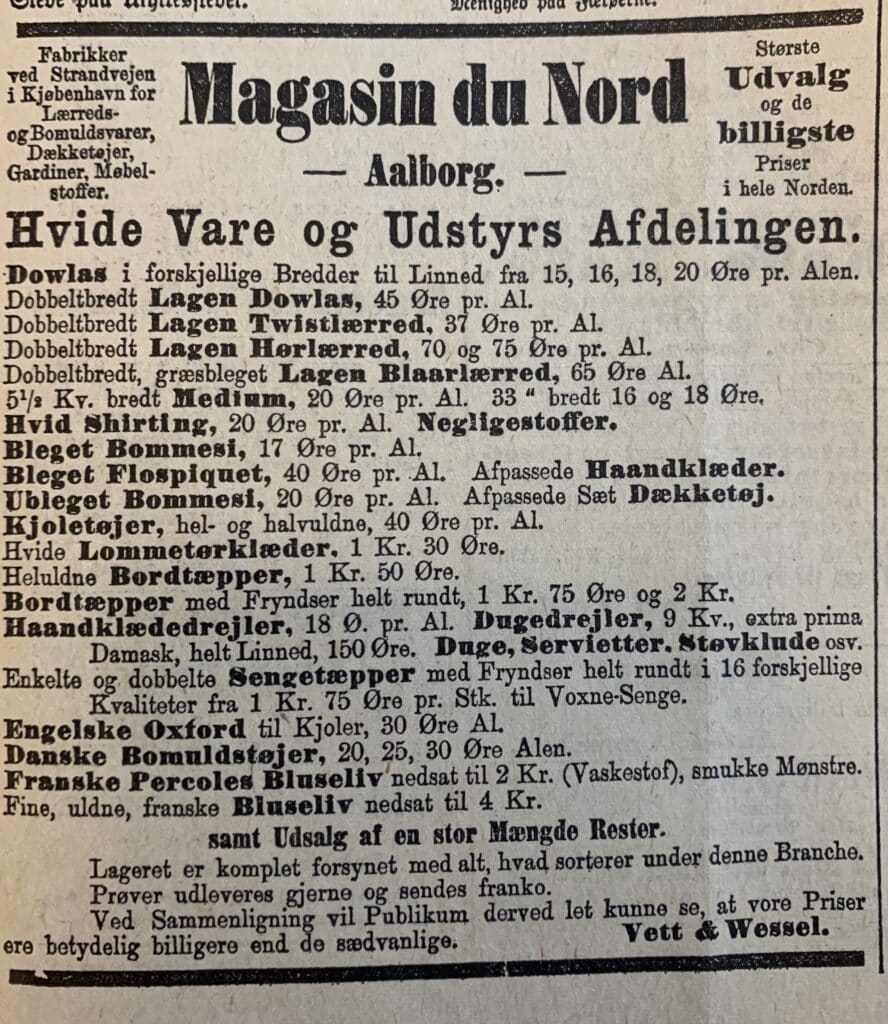 Fabrikker
ved Strandvejen
i Kjøbenhavn for
Lærreds-
og Bomuldsvarer,
Dækketøjer,
Gardiner, Møbel-
stoffer.
Magasin du Nord
— Aalborg. —
Største
Udvalg
og de
billigste
Priser
i hele Norden.
Hvide Vare og Udstyrs Afdelingen.
Dowlas i forskjellige Bredder til Linned fra 15, 16, 18, 20 Øre pr. Alen.
Dobbeltbredt Lagen Dowlas, 45 Øre pr. Al.
Dobbeltbredt Lagen Twistlærred, 37 Øre pr. Al.
Dobbeltbredt Lagen Hørlærred, 70 og 75 Øre pr. Al.
Dobbeltbredt, græsbleget Lagen Blaarlærred, 65 Øre Al.
5½ Kv. bredt Medium, 20 Øre pr. Al. 33 " bredt 16 og 18 Øre.
Hvid Shirting, 20 Øre pr. Al. Negligestoffer.
Bleget Bommesi, 17 Øre pr. Al.
Bleget Flospiquet, 40 Øre pr. Al. Afpassede Haandklæder.
Ubleget Bommesi, 20 Øre pr. Al. Afpassede Sæt Dækketøj.
Kjoletøjer, hel- og halvuldne, 40 Øre pr. Al.
Hvide Lommetørklæder, 1 Kr. 30 Øre.
Heluldne Bordtæpper, 1 Kr. 50 Øre.
Bordtæpper med Fryndser helt rundt, 1 Kr. 75 Øre og 2 Kr.
Haandklædedrejler, 18 Ø. pr. Al. Dugedrejler, 9 Kv., extra prima
Damask, helt Linned, 150 Øre. Duge, Servietter, Støvklude osv.
Enkelte og dobbelte Sengetæpper med Fryndser helt rundt i 16 forskjellige
Kvaliteter fra 1 Kr. 75 Øre pr. Stk. til Voxne-Senge.
Engelske Oxford til Kjoler, 30 Øre Al.
Danske Bomuldstøjer, 20, 25, 30 Øre Alen.
Franske Percoles Bluseliv nedsat til 2 Kr. (Vaskestof), smukke Mønstre.
Fine, uldne, franske Bluseliv nedsat til 4 Kr.
samt Udsalg af en stor Mængde Rester.
Lageret er komplet forsynet med alt, hvad sorterer under denne Branche.
Prøver udleveres gjerne og sendes franko.
Ved Sammenligning vil Publikum derved let kunne se, at vore Priser
ere betydelig billigere end de sædvanlige.
Vett & Wessel.